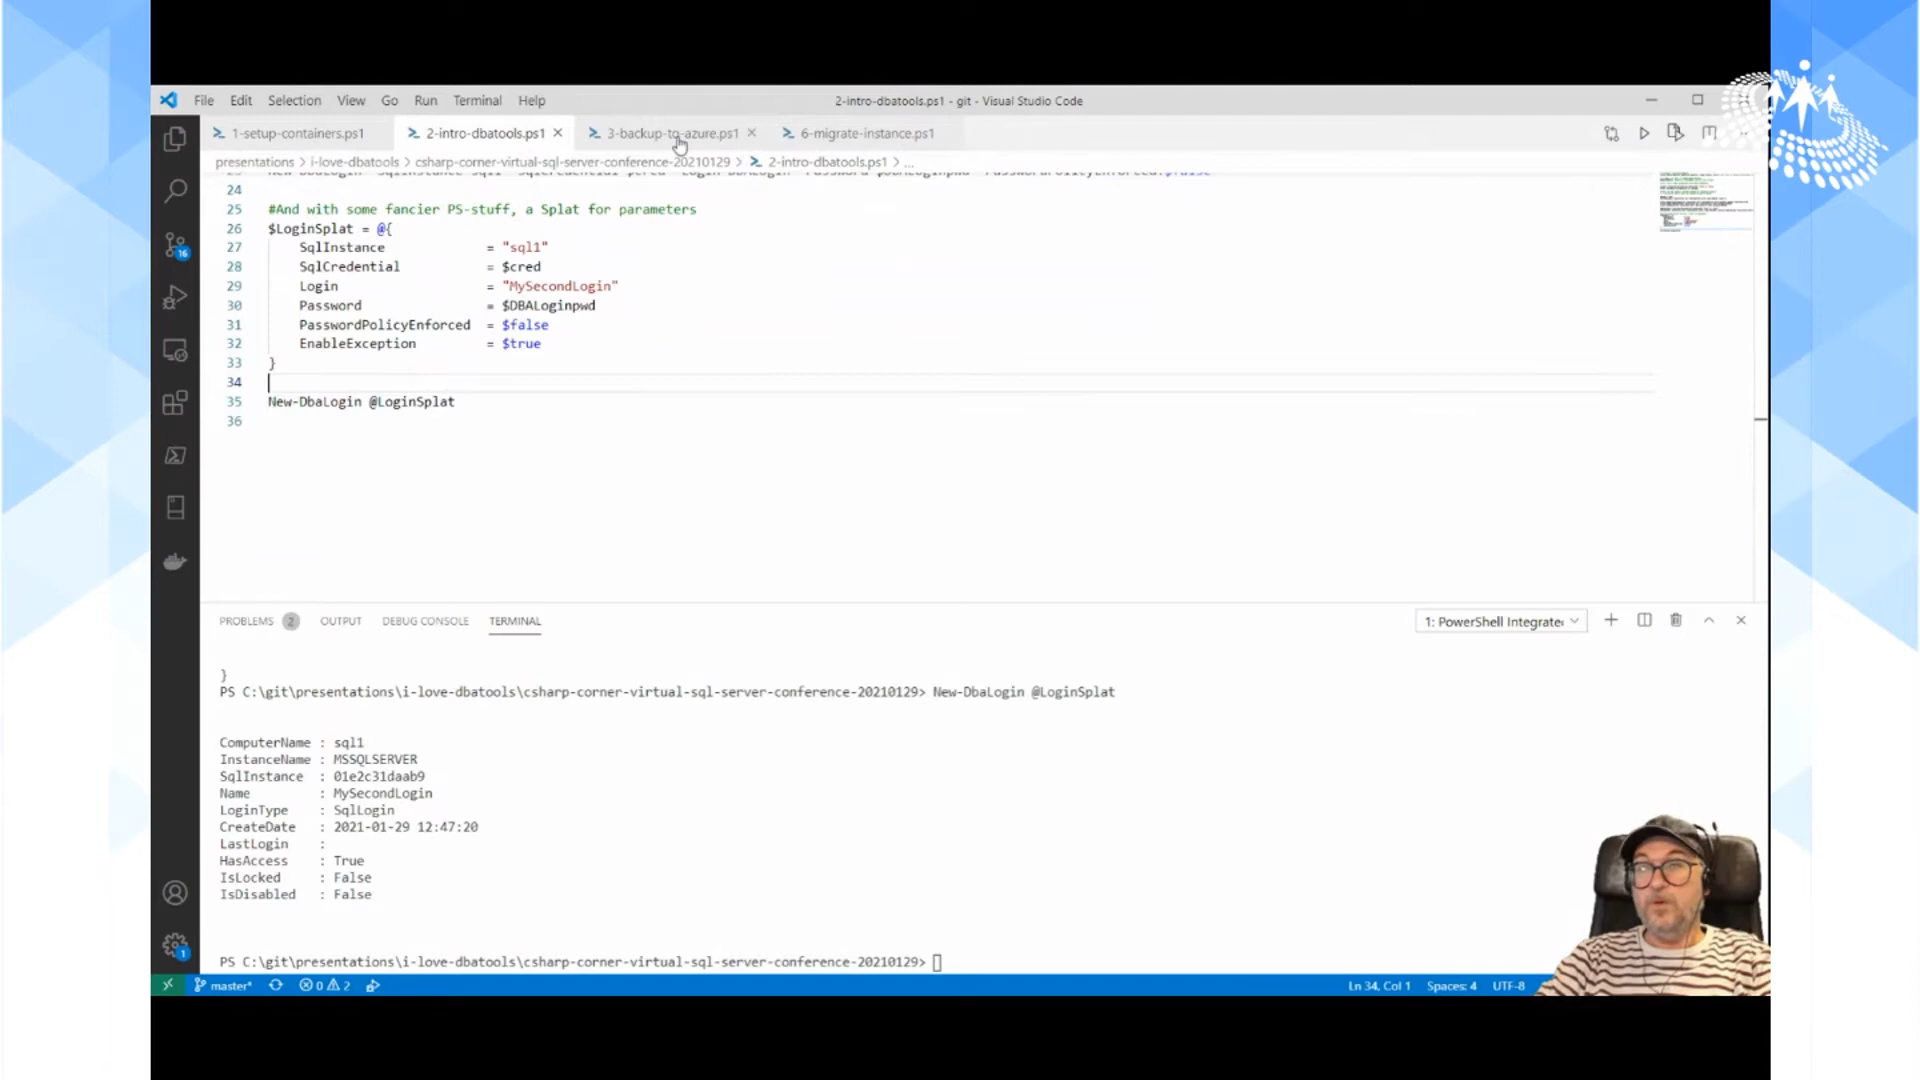 File Edit Selection View Go Run Terminal Help 2-intro-dbatools.ps1 - git - Visual Studio Code
1-setup-containers.ps1 2-intro-dbatools.ps1 3-backup-to-azure.ps1 6-migrate-instance.ps1
presentations > i-love-dbatools > csharp-corner-virtual-sql-server-conference-20210129 > 2-intro-dbatools.ps1 > ...
24
25 #And with some fancier PS-stuff, a Splat for parameters
26 $LoginSplat = @{
27 SqlInstance = "sql1"
28 SqlCredential = $cred
29 Login = "MySecondLogin"
30 Password = $DBALoginpwd
31 PasswordPolicyEnforced = $false
32 EnableException = $true
33 }
34
35 New-DbaLogin @LoginSplat
36
PROBLEMS 2 OUTPUT DEBUG CONSOLE TERMINAL 1: PowerShell Integrate
}
PS C:\git\presentations\i-love-dbatools\csharp-corner-virtual-sql-server-conference-20210129> New-DbaLogin @LoginSplat
ComputerName : sql1
InstanceName : MSSQLSERVER
SqlInstance : 01e2c31daab9
Name : MySecondLogin
LoginType : SqlLogin
CreateDate : 2021-01-29 12:47:20
LastLogin :
HasAccess : True
IsLocked : False
IsDisabled : False
PS C:\git\presentations\i-love-dbatools\csharp-corner-virtual-sql-server-conference-20210129>
master* 0 2 Ln 34, Col 1 Spaces: 4 UTF-8
16
1